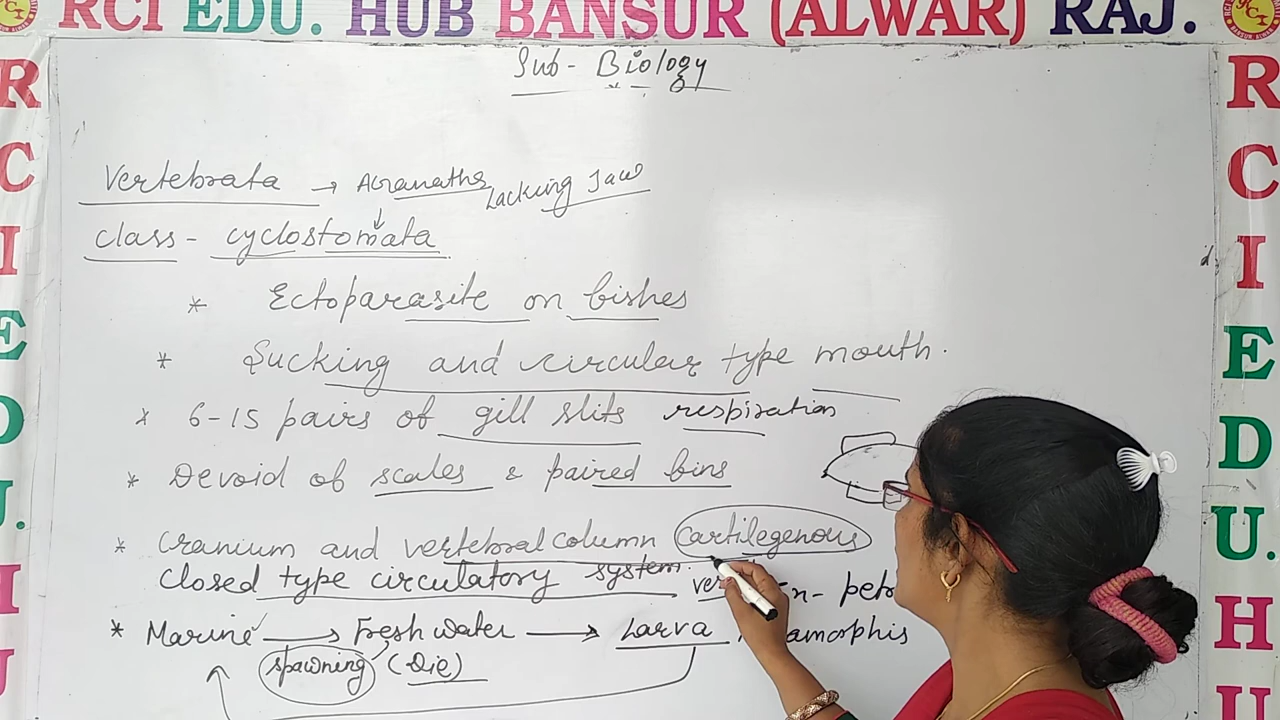 RCI EDU. HUB BANSUR (ALWAR) RAJ.
Sub- Biology
Vertebrata → Agnatha Lacking Jaw
class - cyclostomata
* Ectoparasite on fishes
* Sucking and circular type mouth.
* 6-15 pairs of gill slits respiration
* Devoid of scales & paired fins
* Cranium and vertebral column cartilegenous
closed type circulatory system.
* Marine → Fresh water → Larva
spawning (Die)
R C I E D U. H U
R C I E D U. H U